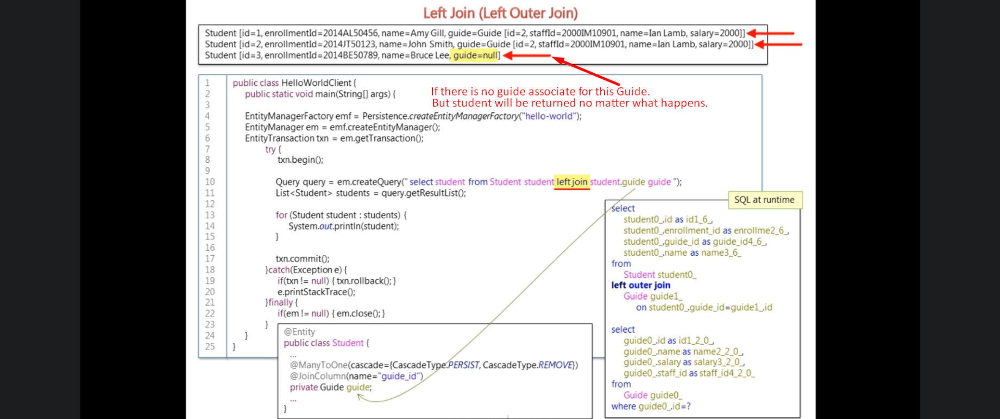 Left Join (Left Outer Join)
Student [id=1, enrollmentId=2014AL50456, name=Amy Gill, guide=Guide [id=2, staffId=2000IM10901, name=Ian Lamb, salary=2000]]
Student [id=2, enrollmentId=2014JT50123, name=John Smith, guide=Guide [id=2, staffId=2000IM10901, name=Ian Lamb, salary=2000]]
Student [id=3, enrollmentId=2014BE50789, name=Bruce Lee, guide=null]
If there is no guide associate for this Guide.
But student will be returned no matter what happens.
1 public class HelloWorldClient {
2 public static void main(String[] args) {
3
4 EntityManagerFactory emf = Persistence.createEntityManagerFactory("hello-world");
5 EntityManager em = emf.createEntityManager();
6 EntityTransaction txn = em.getTransaction();
7 try {
8 txn.begin();
9
10 Query query = em.createQuery(" select student from Student student left join student.guide guide ");
11 List<Student> students = query.getResultList();
12
13 for (Student student : students) {
14 System.out.println(student);
15 }
16
17 txn.commit();
18 }catch(Exception e) {
19 if(txn != null) { txn.rollback(); }
20 e.printStackTrace();
21 }finally {
22 if(em != null) { em.close(); }
23 }
24 }
25 }
@Entity
public class Student {
...
@ManyToOne(cascade={CascadeType.PERSIST, CascadeType.REMOVE})
@JoinColumn(name="guide_id")
private Guide guide;
...
}
SQL at runtime
select
student0_.id as id1_6_,
student0_.enrollment_id as enrollme2_6_,
student0_.guide_id as guide_id4_6_,
student0_.name as name3_6_
from
Student student0_
left outer join
Guide guide1_
on student0_.guide_id=guide1_.id
select
guide0_.id as id1_2_0_,
guide0_.name as name2_2_0_,
guide0_.salary as salary3_2_0_,
guide0_.staff_id as staff_id4_2_0_
from
Guide guide0_
where guide0_.id=?